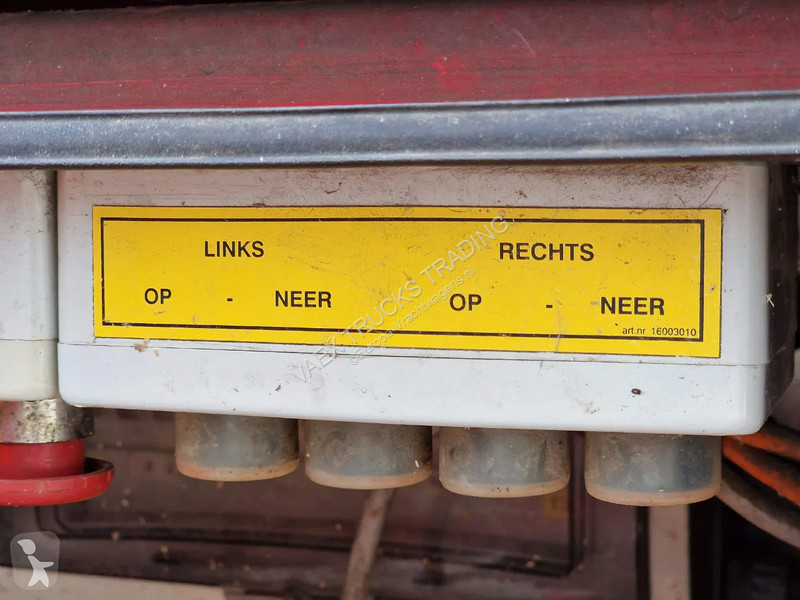 LINKS RECHTS
OP - NEER OP - NEER
art.nr 16003010
VAEX TRUCKS TRADING